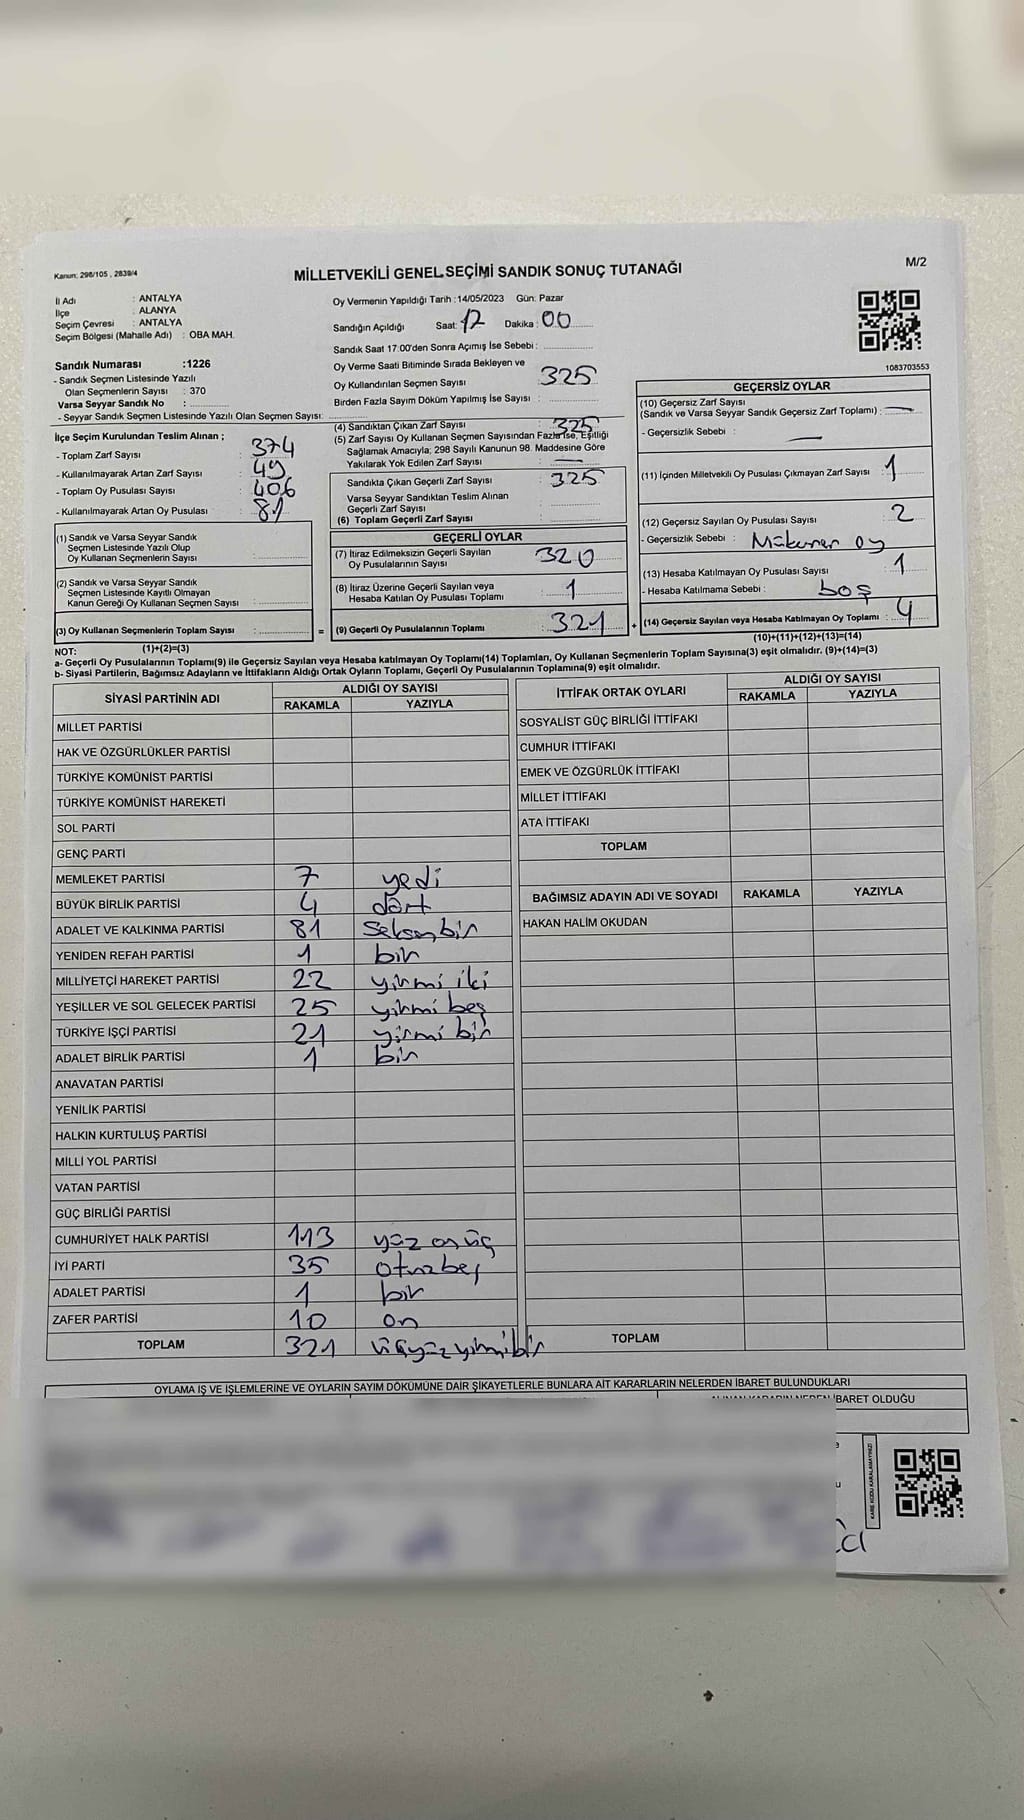 Kanun: 298/105 , 2839/4
MİLLETVEKİLİ GENEL SEÇİMİ SANDIK SONUÇ TUTANAĞI
M/2
İl Adı : ANTALYA
İlçe : ALANYA
Seçim Çevresi : ANTALYA
Seçim Bölgesi (Mahalle Adı) : OBA MAH.
Sandık Numarası :1226
- Sandık Seçmen Listesinde Yazılı
Olan Seçmenlerin Sayısı : 370
Varsa Seyyar Sandık No :
- Seyyar Sandık Seçmen Listesinde Yazılı Olan Seçmen Sayısı:
Oy Vermenin Yapıldığı Tarih :14/05/2023 Gün: Pazar
Sandığın Açıldığı Saat: 17 Dakika : 00
Sandık Saat 17.00'den Sonra Açımış İse Sebebi :
Oy Verme Saati Bitiminde Sırada Bekleyen ve
Oy Kullandırılan Seçmen Sayısı : 325
Birden Fazla Sayım Döküm Yapılmış İse Sayısı :
1083703553
İlçe Seçim Kurulundan Teslim Alınan ;
- Toplam Zarf Sayısı : 374
- Kullanılmayarak Artan Zarf Sayısı : 49
- Toplam Oy Pusulası Sayısı : 406
- Kullanılmayarak Artan Oy Pusulası : 81
(1) Sandık ve Varsa Seyyar Sandık
Seçmen Listesinde Yazılı Olup
Oy Kullanan Seçmenlerin Sayısı :
(2) Sandık ve Varsa Seyyar Sandık
Seçmen Listesinde Kayıtlı Olmayan
Kanun Gereği Oy Kullanan Seçmen Sayısı :
(3) Oy Kullanan Seçmenlerin Toplam Sayısı : =
(4) Sandıktan Çıkan Zarf Sayısı : 325
(5) Zarf Sayısı Oy Kullanan Seçmen Sayısından Fazla İse, Eşitliği
Sağlamak Amacıyla; 298 Sayılı Kanunun 98. Maddesine Göre
Yakılarak Yok Edilen Zarf Sayısı : —
Sandıkta Çıkan Geçerli Zarf Sayısı : 325
Varsa Seyyar Sandıktan Teslim Alınan
Geçerli Zarf Sayısı :
(6) Toplam Geçerli Zarf Sayısı :
GEÇERLİ OYLAR
(7) İtiraz Edilmeksizin Geçerli Sayılan
Oy Pusulalarının Sayısı : 320
(8) İtiraz Üzerine Geçerli Sayılan veya
Hesaba Katılan Oy Pusulası Toplamı : 1
(9) Geçerli Oy Pusulalarının Toplamı : 321 +
GEÇERSİZ OYLAR
(10) Geçersiz Zarf Sayısı
(Sandık ve Varsa Seyyar Sandık Geçersiz Zarf Toplamı) : —
- Geçersizlik Sebebi : —
(11) İçinden Milletvekili Oy Pusulası Çıkmayan Zarf Sayısı : 1
(12) Geçersiz Sayılan Oy Pusulası Sayısı : 2
- Geçersizlik Sebebi : oy
(13) Hesaba Katılmayan Oy Pusulası Sayısı : 1
- Hesaba Katılmama Sebebi : boş
(14) Geçersiz Sayılan veya Hesaba Katılmayan Oy Toplamı : 4
NOT: (1)+(2)=(3)
(10)+(11)+(12)+(13)=(14)
a- Geçerli Oy Pusulalarının Toplamı(9) ile Geçersiz Sayılan veya Hesaba katılmayan Oy Toplamı(14) Toplamları, Oy Kullanan Seçmenlerin Toplam Sayısına(3) eşit olmalıdır. (9)+(14)=(3)
b- Siyasi Partilerin, Bağımsız Adayların ve İttifakların Aldığı Ortak Oyların Toplamı, Geçerli Oy Pusulalarının Toplamına(9) eşit olmalıdır.
SİYASİ PARTİNİN ADI ALDIĞI OY SAYISI
RAKAMLA YAZIYLA
MİLLET PARTİSİ
HAK VE ÖZGÜRLÜKLER PARTİSİ
TÜRKİYE KOMÜNİST PARTİSİ
TÜRKİYE KOMÜNİST HAREKETİ
SOL PARTİ
GENÇ PARTİ
MEMLEKET PARTİSİ 7 yedi
BÜYÜK BİRLİK PARTİSİ 4 dört
ADALET VE KALKINMA PARTİSİ 81 seksenbir
YENİDEN REFAH PARTİSİ 1 bir
MİLLİYETÇİ HAREKET PARTİSİ 22 yirmi iki
YEŞİLLER VE SOL GELECEK PARTİSİ 25 yirmi beş
TÜRKİYE İŞÇİ PARTİSİ 21 yirmi bir
ADALET BİRLİK PARTİSİ 1 bir
ANAVATAN PARTİSİ
YENİLİK PARTİSİ
HALKIN KURTULUŞ PARTİSİ
MİLLİ YOL PARTİSİ
VATAN PARTİSİ
GÜÇ BİRLİĞİ PARTİSİ
CUMHURİYET HALK PARTİSİ 113 yüz on üç
İYİ PARTİ 35 otuzbeş
ADALET PARTİSİ 1 bir
ZAFER PARTİSİ 10 on
TOPLAM 321 üçyüzyirmibir
İTTİFAK ORTAK OYLARI ALDIĞI OY SAYISI
RAKAMLA YAZIYLA
SOSYALİST GÜÇ BİRLİĞİ İTTİFAKI
CUMHUR İTTİFAKI
EMEK VE ÖZGÜRLÜK İTTİFAKI
MİLLET İTTİFAKI
ATA İTTİFAKI
TOPLAM
BAĞIMSIZ ADAYIN ADI VE SOYADI RAKAMLA YAZIYLA
HAKAN HALİM OKUDAN
TOPLAM
OYLAMA İŞ VE İŞLEMLERİNE VE OYLARIN SAYIM DÖKÜMÜNE DAİR ŞİKAYETLERLE BUNLARA AİT KARARLARIN NELERDEN İBARET BULUNDUKLARI
İBARET OLDUĞU
KARE KODU KARALAMAYINIZ!